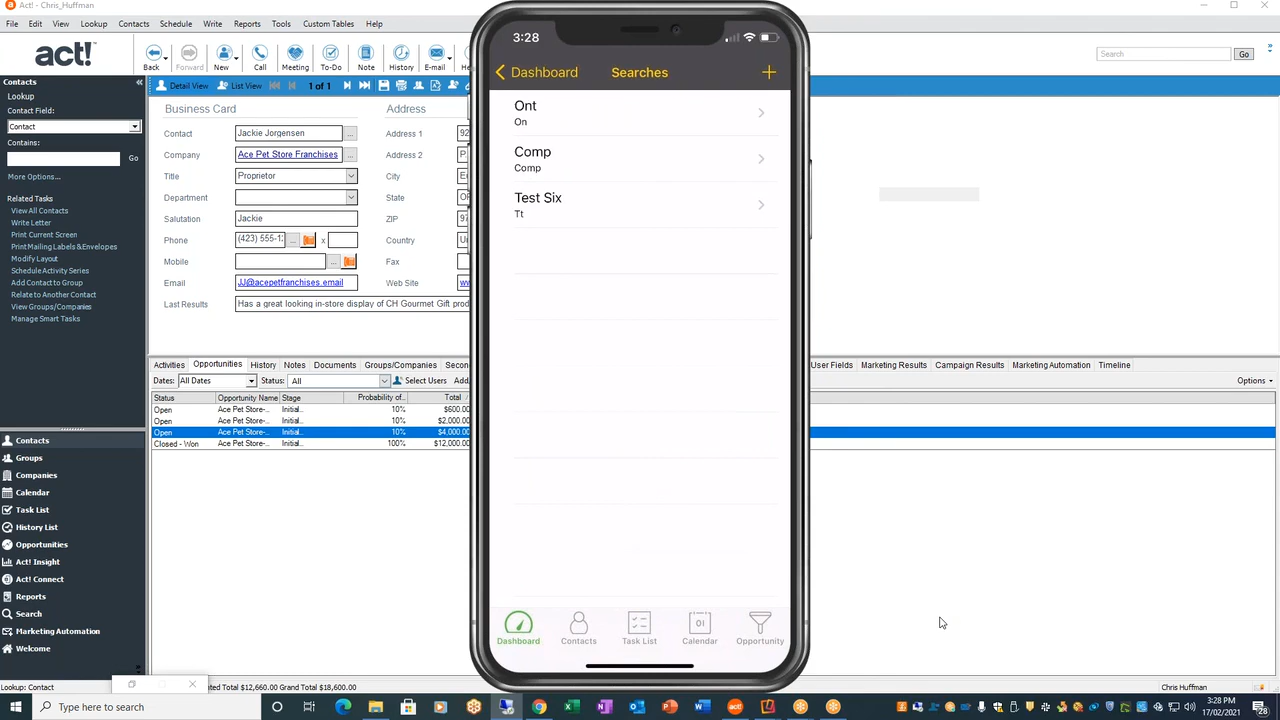 Act! - Chris_Huffman
File Edit View Lookup Contacts Schedule Write Reports Tools Custom Tables Help
act!
Back Forward New Call Meeting To-Do Note History E-mail
Search Go
Contacts
Lookup
Contact Field:
Contact
Contains:
Go
More Options...
Related Tasks
View All Contacts
Write Letter
Print Current Screen
Print Mailing Labels & Envelopes
Modify Layout
Schedule Activity Series
Add Contact to Group
Relate to Another Contact
View Groups/Companies
Manage Smart Tasks
Contacts
Groups
Companies
Calendar
Task List
History List
Opportunities
Act! Insight
Act! Connect
Reports
Search
Marketing Automation
Welcome
Detail View List View 1 of 1
Business Card
Contact Jackie Jorgensen ...
Company Ace Pet Store Franchises ...
Title Proprietor
Department
Salutation Jackie
Phone (423) 555-1 ... x
Mobile ...
Email JJ@acepetfranchises.email
Last Results Has a great looking in-store display of CH Gourmet Gift
Address
Address 1 92
Address 2 P.
City
State
ZIP 97
Country
Fax
Web Site
Activities Opportunities History Notes Documents Groups/Companies
User Fields Marketing Results Campaign Results Marketing Automation Timeline
Dates: All Dates Status: All Select Users
Options
Status Opportunity Name Stage Probability of... Total
Open Ace Pet Store- Initial... 10% $600.00
Open Ace Pet Store- Initial... 10% $2,000.00
Open Ace Pet Store- Initial... 10% $4,000.00
Closed - Won Ace Pet Store- Initial... 100% $12,000.00
3:28
Dashboard Searches +
Ont
On
Comp
Comp
Test Six
Tt
Dashboard Contacts Task List Calendar Opportunity
Lookup: Contact
Total $12,660.00 Grand Total $18,600.00
Chris Huffman
Type here to search
3:28 PM
17/02/2021